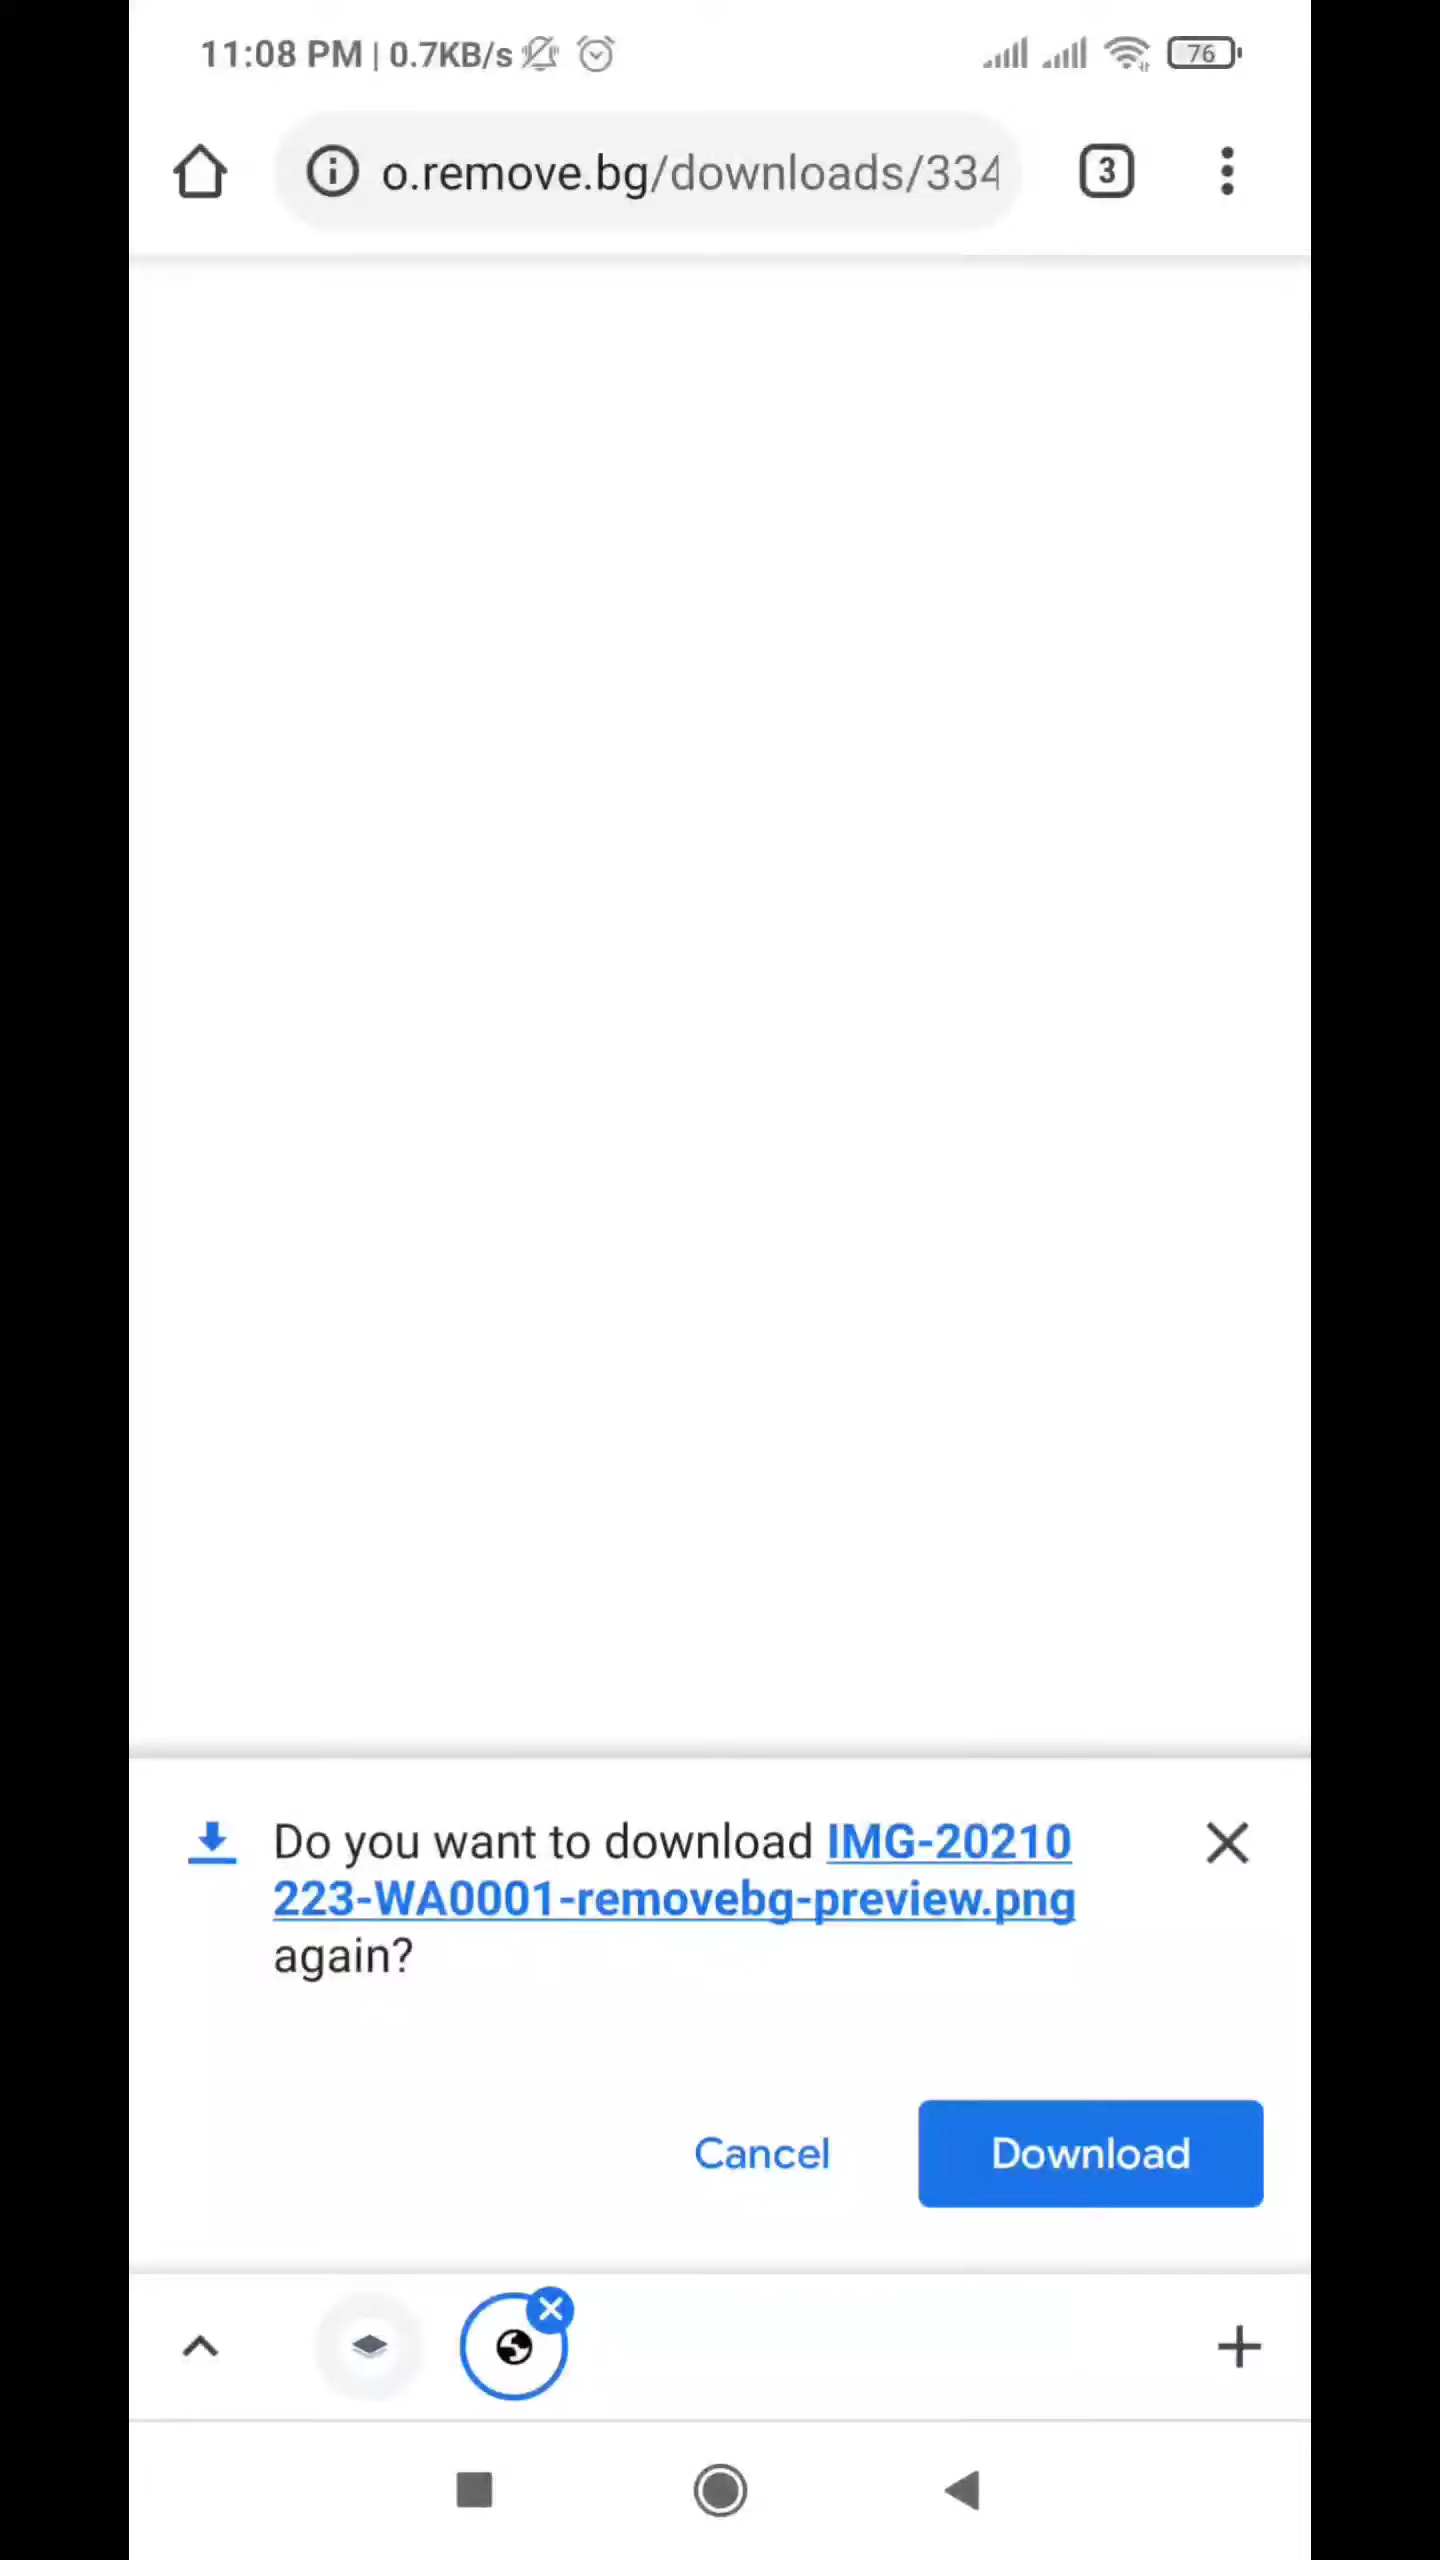 11:08 PM | 0.7KB/s 76
o.remove.bg/downloads/334 3
Do you want to download IMG-20210
223-WA0001-removebg-preview.png
again?
Cancel Download